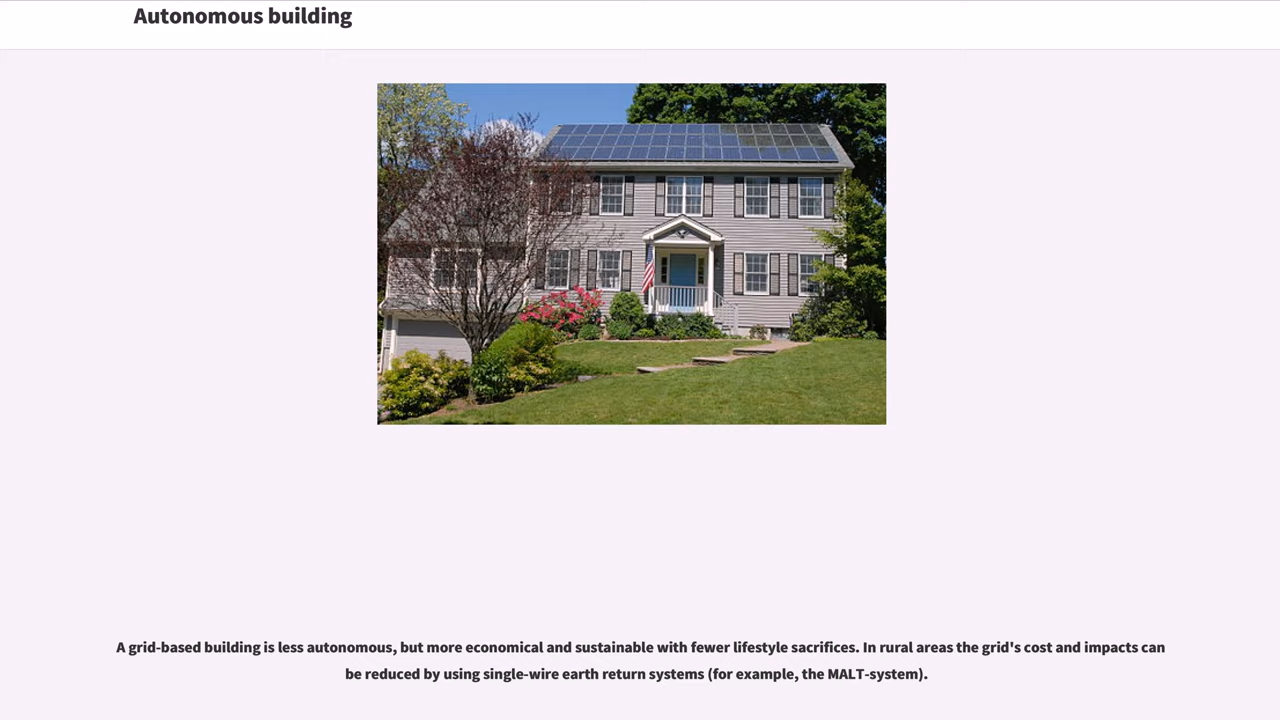 Autonomous building
A grid-based building is less autonomous, but more economical and sustainable with fewer lifestyle sacrifices. In rural areas the grid's cost and impacts can
be reduced by using single-wire earth return systems (for example, the MALT-system).